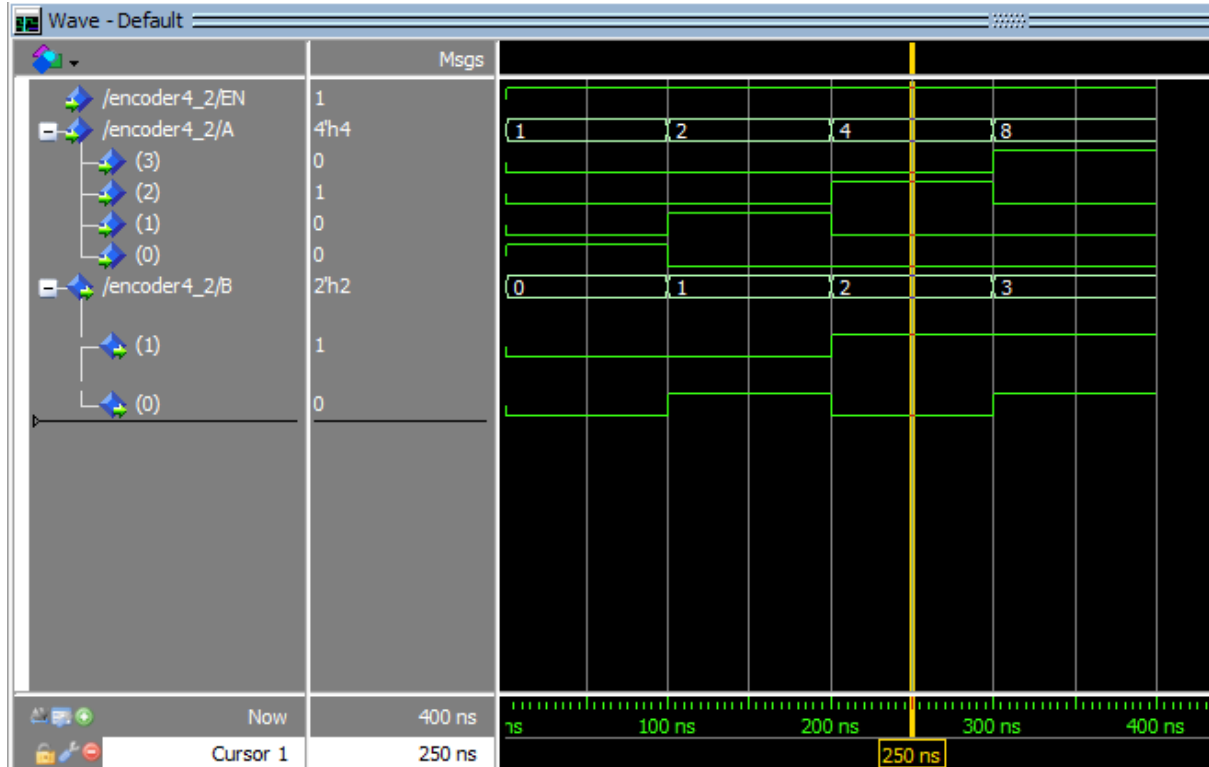 Wave - Default
Msgs
/encoder4_2/EN 1
/encoder4_2/A 4'h4 1 2 4 8
(3) 0
(2) 1
(1) 0
(0) 0
/encoder4_2/B 2'h2 0 1 2 3
(1) 1
(0) 0
Now 400 ns ns 100 ns 200 ns 300 ns 400 ns
Cursor 1 250 ns 250 ns